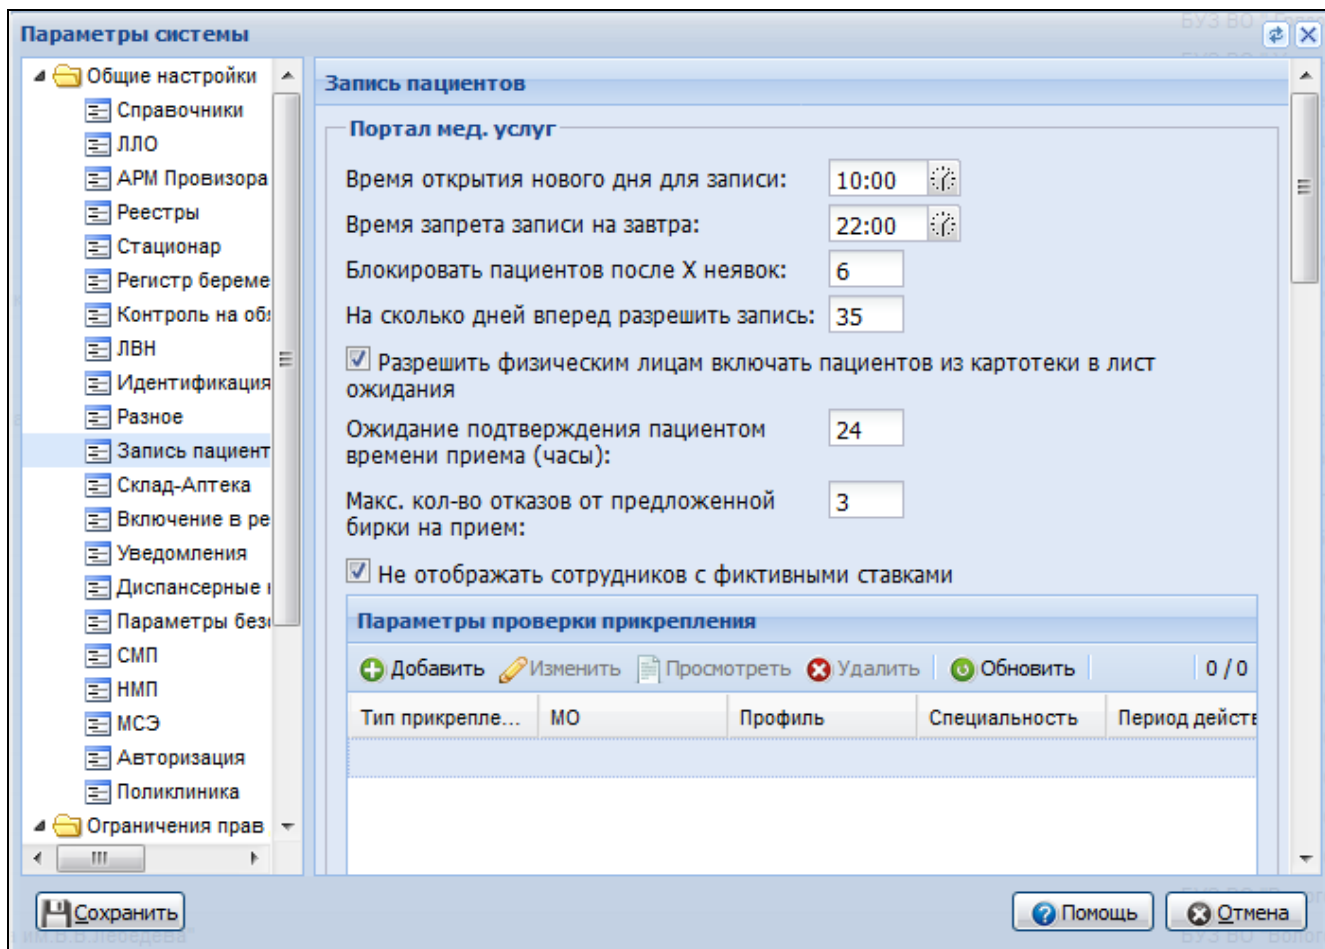 Параметры системы
Общие настройки
Справочники
ЛЛО
АРМ Провизора
Реестры
Стационар
Регистр береме
Контроль на об
ЛВН
Идентификация
Разное
Запись пациент
Склад-Аптека
Включение в ре
Уведомления
Диспансерные
Параметры без
СМП
НМП
МСЭ
Авторизация
Поликлиника
Ограничения прав
Запись пациентов
Портал мед. услуг
Время открытия нового дня для записи: 10:00
Время запрета записи на завтра: 22:00
Блокировать пациентов после X неявок: 6
На сколько дней вперед разрешить запись: 35
Разрешить физическим лицам включать пациентов из картотеки в лист
ожидания
Ожидание подтверждения пациентом 24
времени приема (часы):
Макс. кол-во отказов от предложенной 3
бирки на прием:
Не отображать сотрудников с фиктивными ставками
Параметры проверки прикрепления
Добавить Изменить Просмотреть Удалить Обновить 0 / 0
Тип прикрепле... МО Профиль Специальность Период действ
Сохранить Помощь Отмена